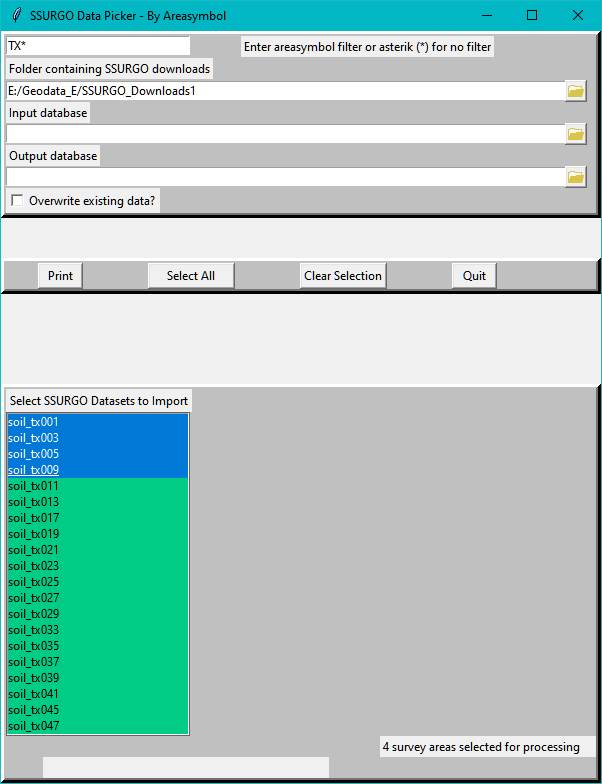 SSURGO Data Picker - By Areasymbol
TX*
Enter areasymbol filter or asterik (*) for no filter
Folder containing SSURGO downloads
E:/Geodata_E/SSURGO_Downloads1
Input database
Output database
Overwrite existing data?
Print
Select All
Clear Selection
Quit
Select SSURGO Datasets to Import
soil_tx001
soil_tx003
soil_tx005
soil_tx009
soil_tx011
soil_tx013
soil_tx017
soil_tx019
soil_tx021
soil_tx023
soil_tx025
soil_tx027
soil_tx029
soil_tx033
soil_tx035
soil_tx037
soil_tx039
soil_tx041
soil_tx045
soil_tx047
4 survey areas selected for processing